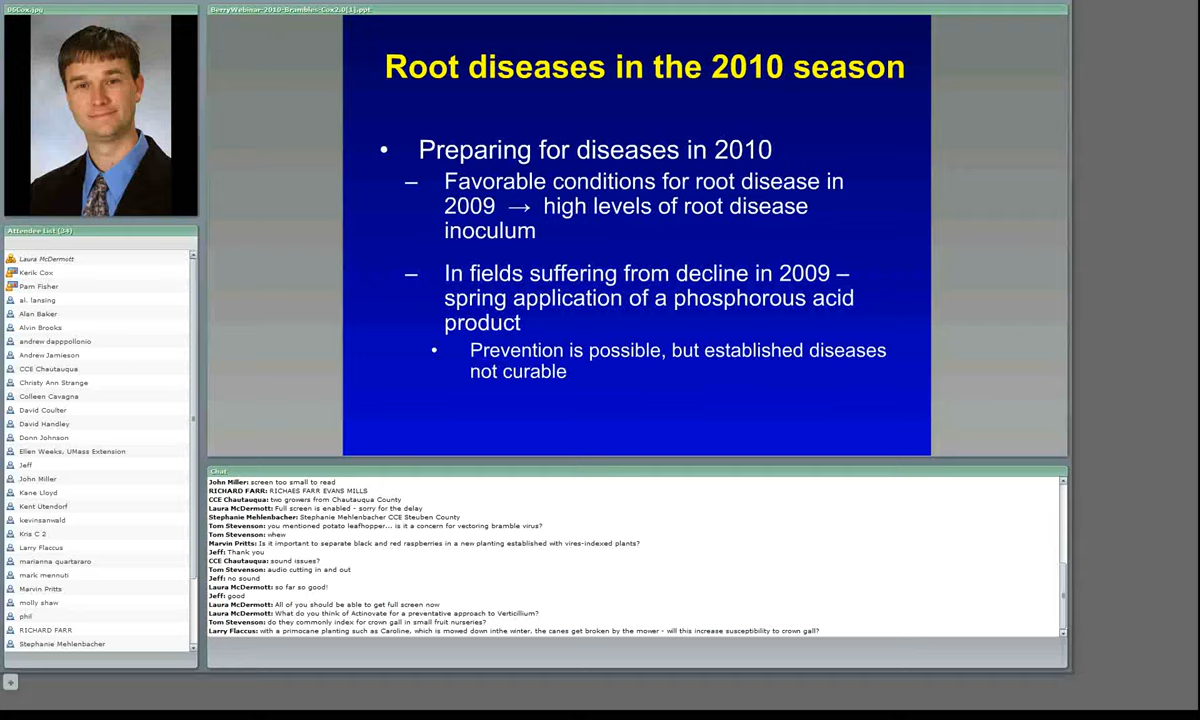 06Cox.jpg
BerryWebinar-2010-Brambles-Cox2.0[1].ppt
Root diseases in the 2010 season
• Preparing for diseases in 2010
– Favorable conditions for root disease in
2009 → high levels of root disease
inoculum
– In fields suffering from decline in 2009 –
spring application of a phosphorous acid
product
• Prevention is possible, but established diseases
not curable
Attendee List (34)
Laura McDermott
Kerik Cox
Pam Fisher
al. lansing
Alan Baker
Alvin Brooks
andrew dapppollonio
Andrew Jamieson
CCE Chautauqua
Christy Ann Strange
Colleen Cavagna
David Coulter
David Handley
Donn Johnson
Ellen Weeks, UMass Extension
Jeff
John Miller
Kane Lloyd
Kent Utendorf
kevinsanwald
Kris C 2
Larry Flaccus
marianna quartararo
mark mennuti
Marvin Pritts
molly shaw
phil
RICHARD FARR
Stephanie Mehlenbacher
Chat
John Miller: screen too small to read
RICHARD FARR: RICHAES FARR EVANS MILLS
CCE Chautauqua: two growers from Chautauqua County
Laura McDermott: Full screen is enabled - sorry for the delay
Stephanie Mehlenbacher: Stephanie Mehlenbacher CCE Steuben County
Tom Stevenson: you mentioned potato leafhopper... is it a concern for vectoring bramble virus?
Tom Stevenson: whew
Marvin Pritts: Is it important to separate black and red raspberries in a new planting established with vires-indexed plants?
Jeff: Thank you
CCE Chautauqua: sound issues?
Tom Stevenson: audio cutting in and out
Jeff: no sound
Laura McDermott: so far so good!
Jeff: good
Laura McDermott: All of you should be able to get full screen now
Laura McDermott: What do you think of Actinovate for a preventative approach to Verticillium?
Tom Stevenson: do they commonly index for crown gall in small fruit nurseries?
Larry Flaccus: with a primocane planting such as Caroline, which is mowed down inthe winter, the canes get broken by the mower - will this increase susceptibility to crown gall?